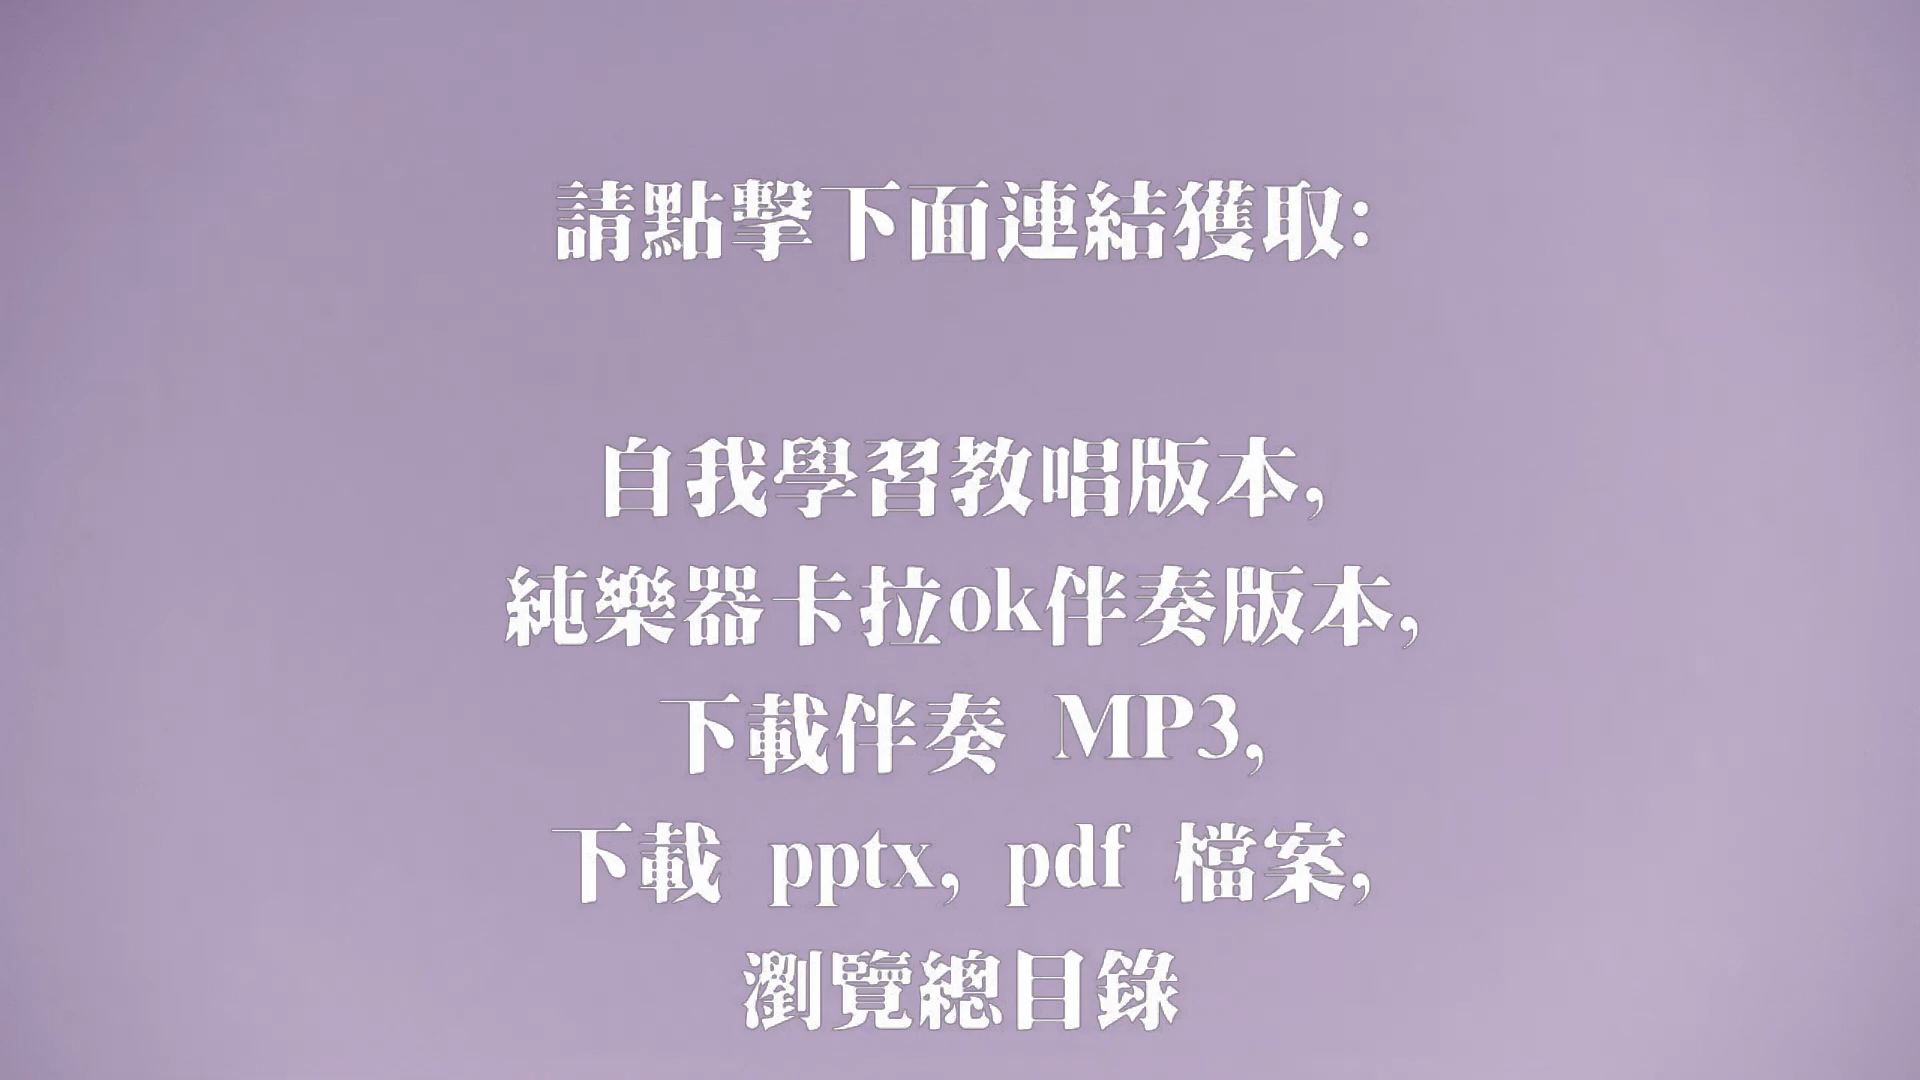 請點擊下面連結獲取:
自我學習教唱版本,
純樂器卡拉ok伴奏版本,
下載伴奏 MP3,
下載 pptx, pdf 檔案,
瀏覽總目錄